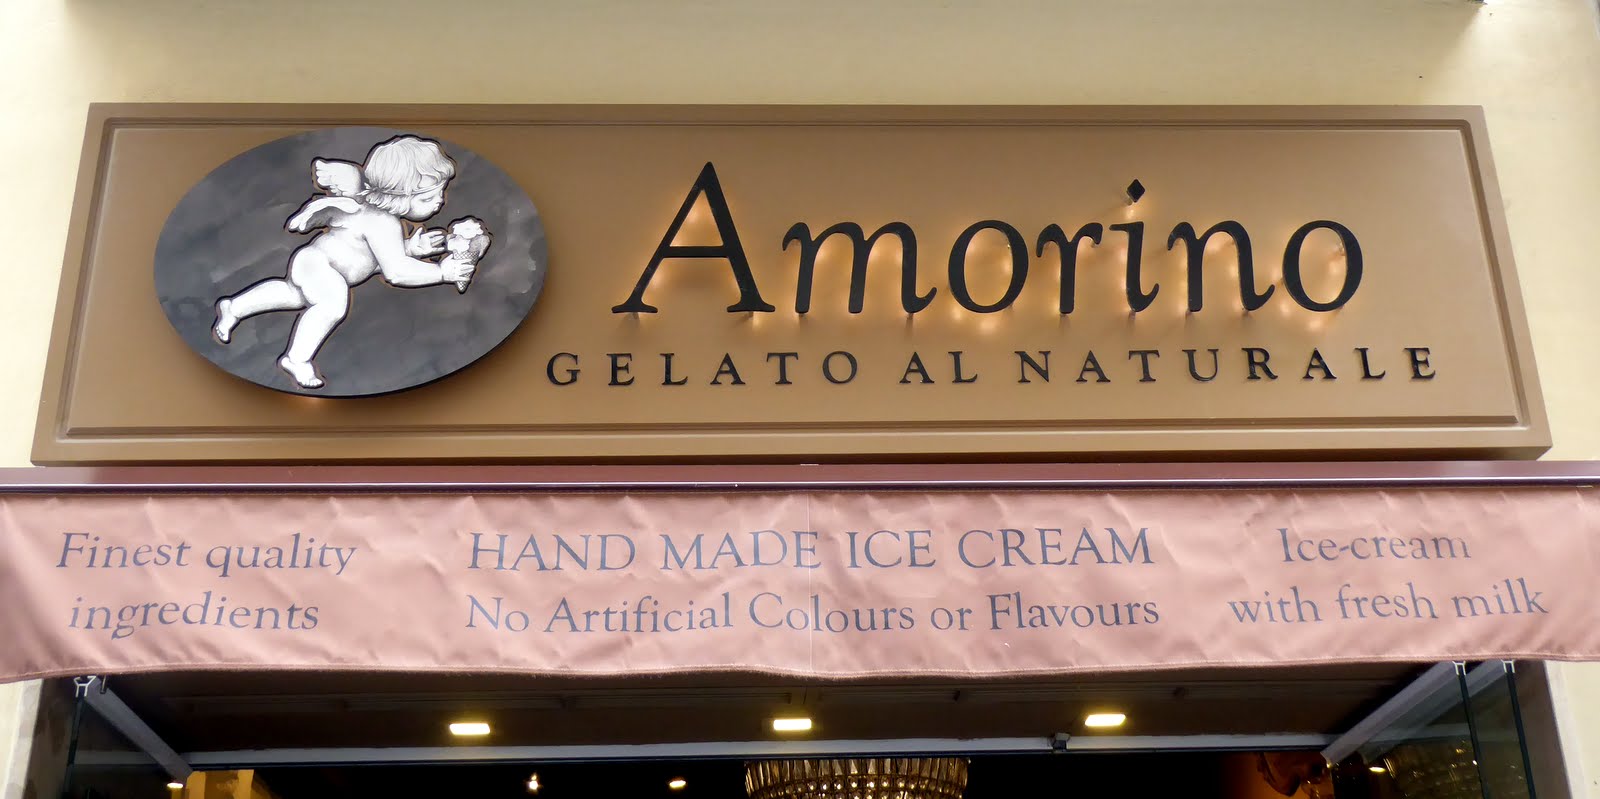 Amorino
GELATO AL NATURALE
Finest quality
ingredients
HAND MADE ICE CREAM
No Artificial Colours or Flavours
Ice-cream
with fresh milk